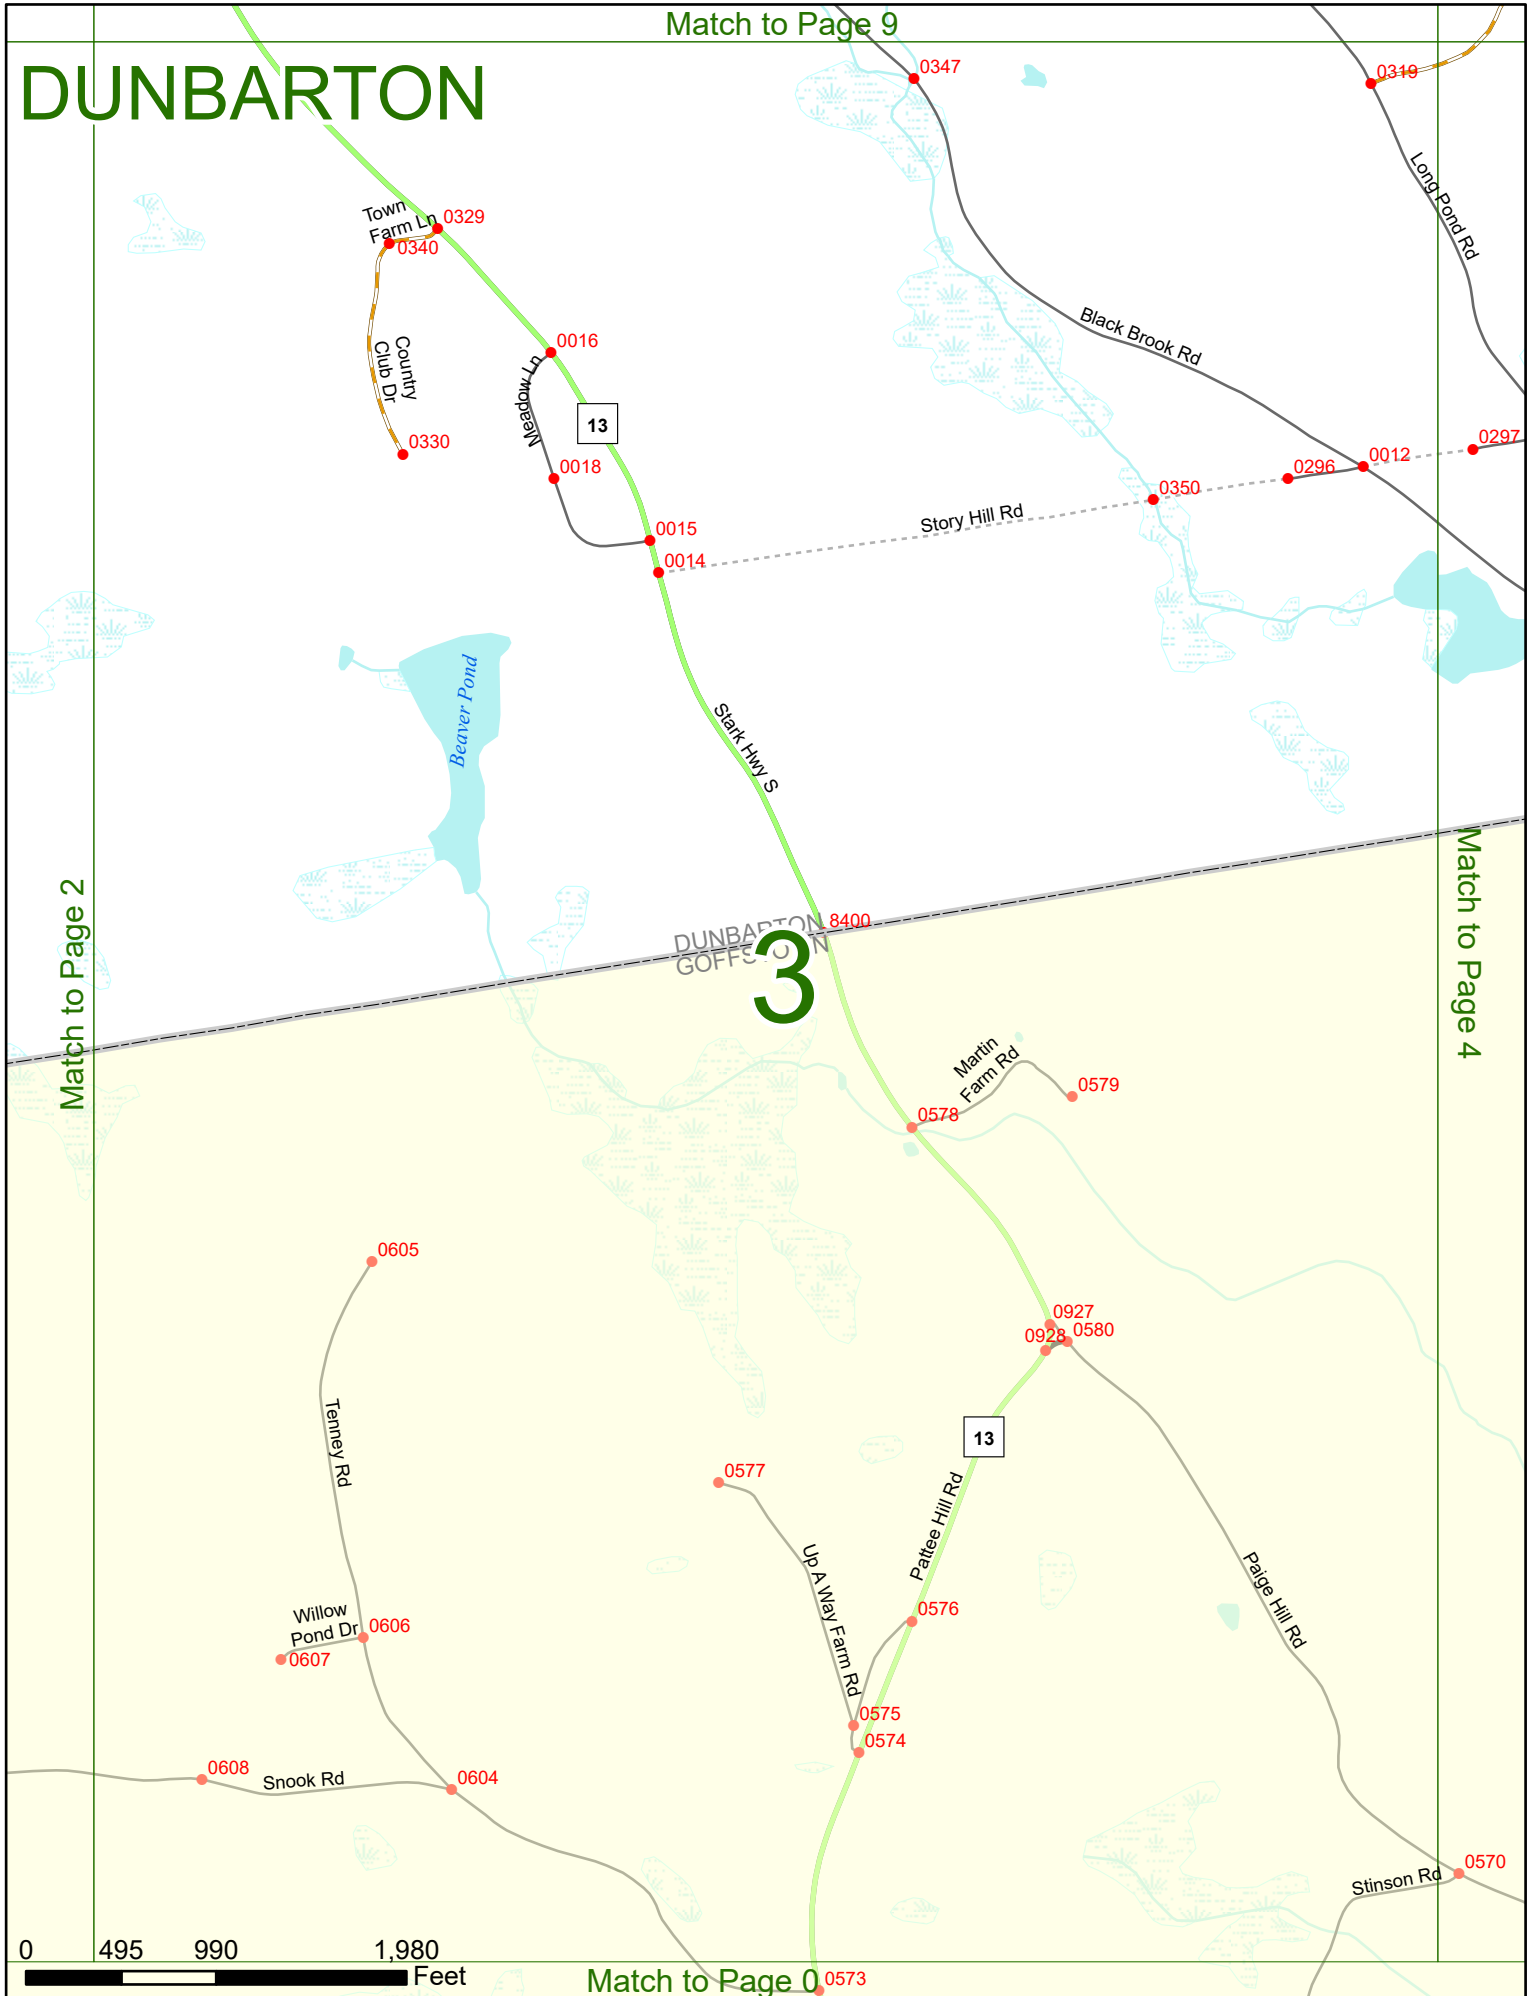 Match to Page 9
DUNBARTON
0347
0319
Long Pond Rd
Town
Farm Ln
0329
0340
Country
Club Dr
0330
0016
Meadow Ln
13
0018
0015
0014
Black Brook Rd
0012
0297
0296
0350
Story Hill Rd
Beaver Pond
Stark Hwy S
Match to Page 2
Match to Page 4
8400
DUNBARTON
GOFFSTOWN
3
Martin
Farm Rd
0579
0578
0605
0927
0580
0928
Tenney Rd
13
0577
Pattee Hill Rd
Up A Way Farm Rd
Paige Hill Rd
0576
Willow
Pond Dr
0606
0607
0575
0574
0608
Snook Rd
0604
0570
Stinson Rd
0 495 990 1,980
Feet
Match to Page 0
0573